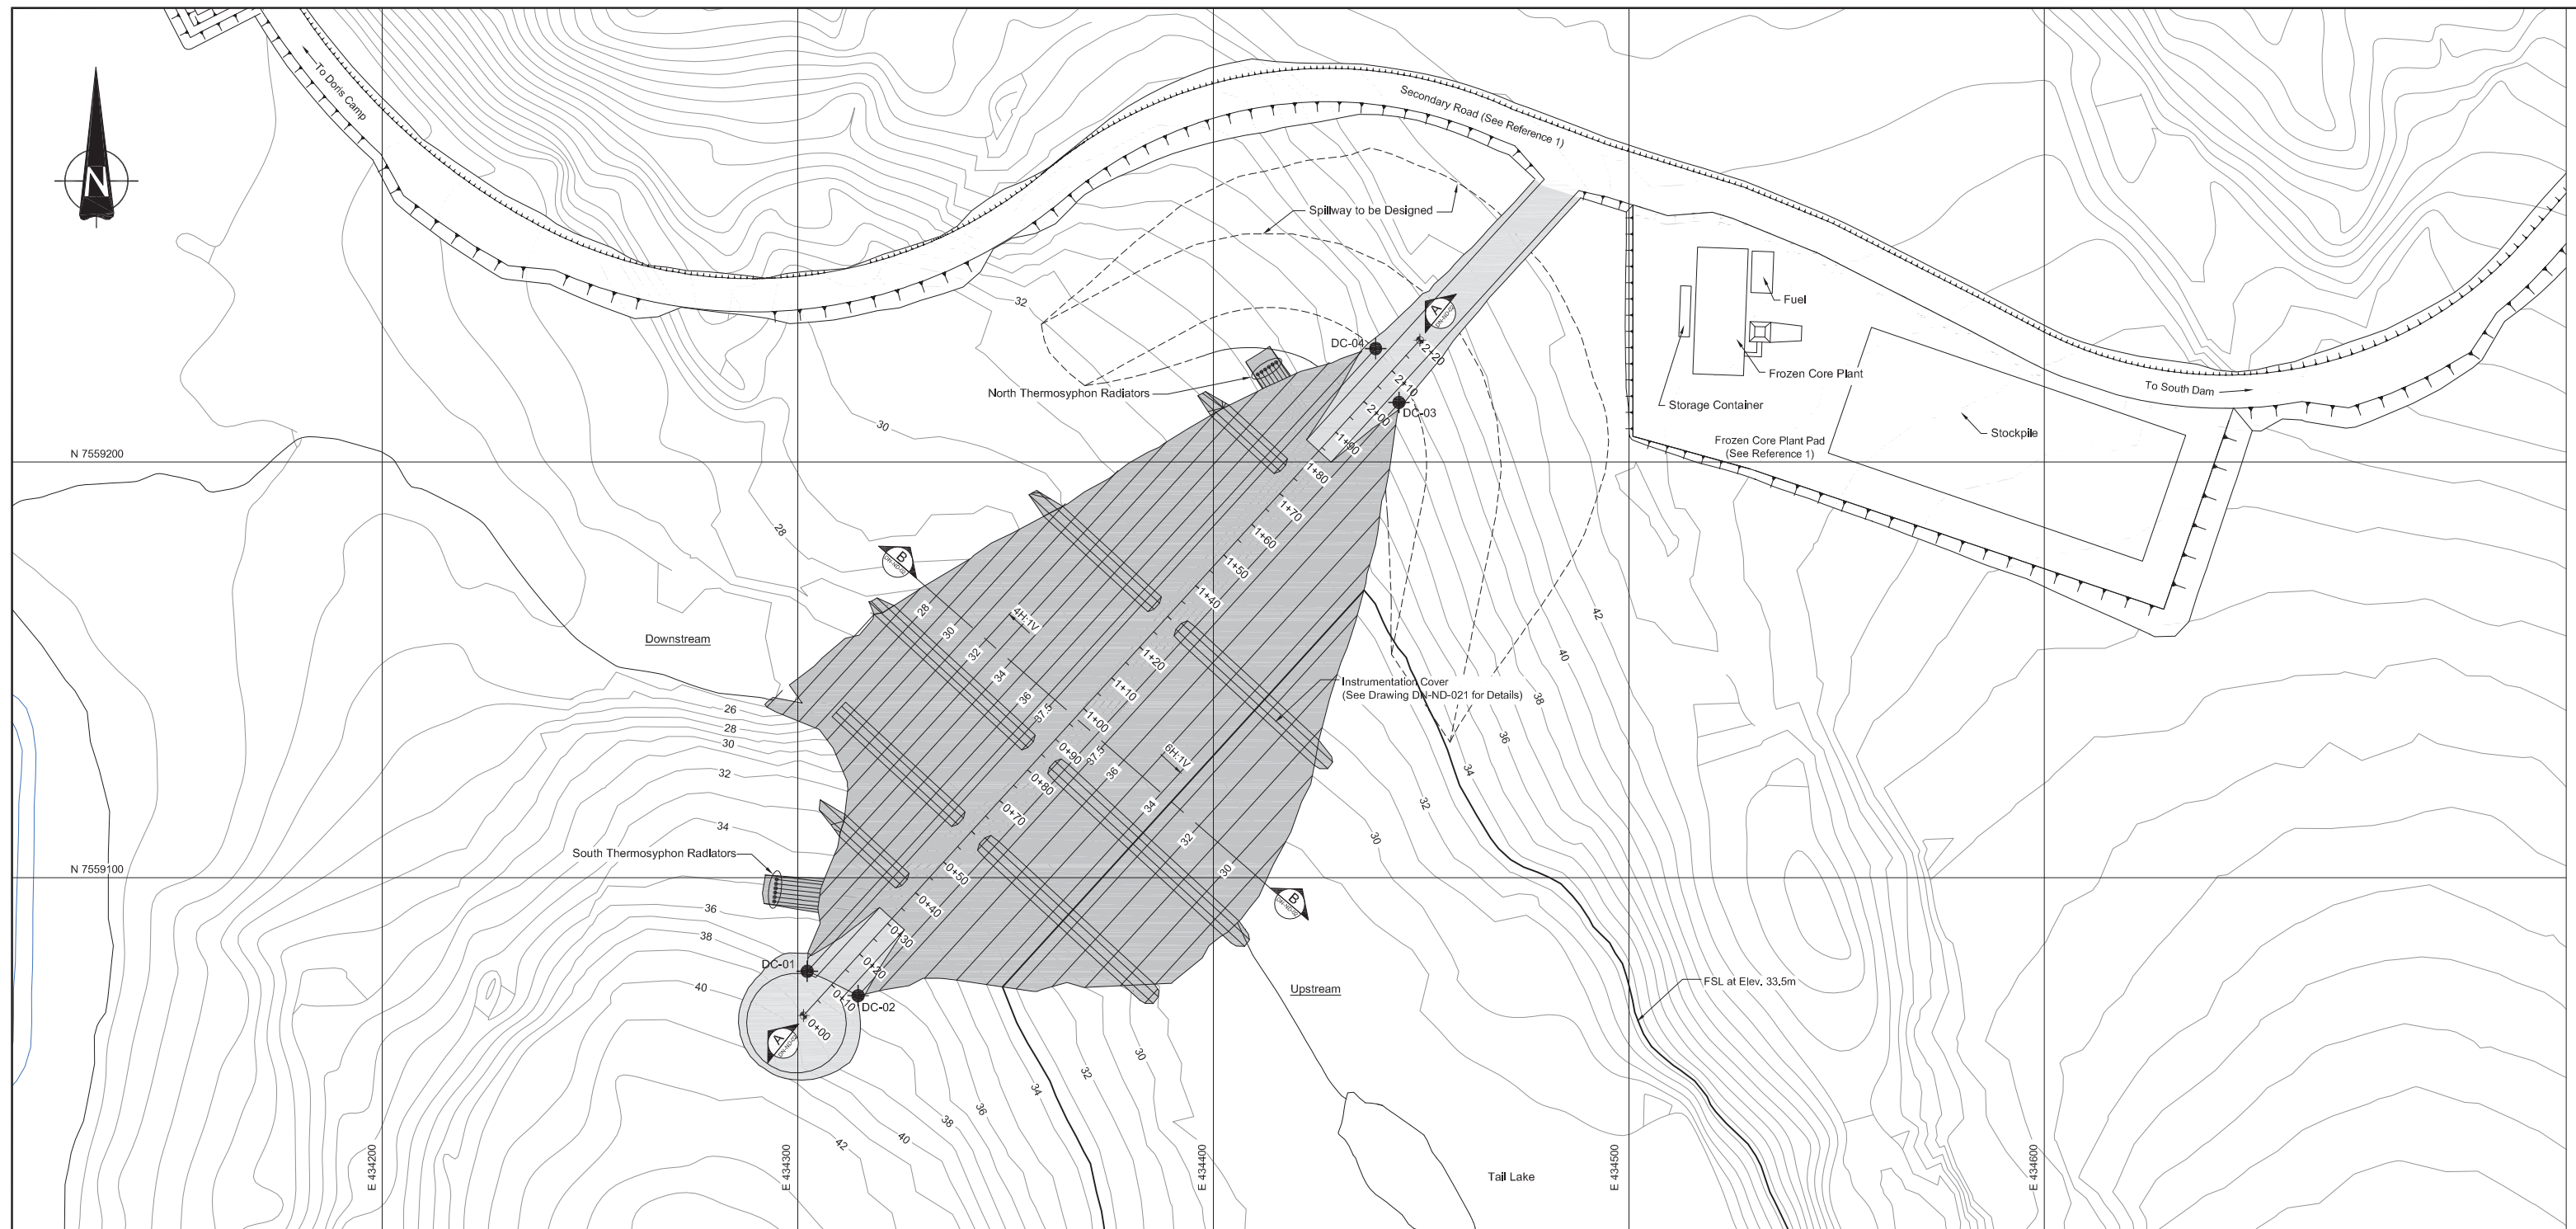 To Doris Camp
Secondary Road (See Reference 1)
N
Spillway to be Designed
32
A
Fuel
DC-04
2+20
Frozen Core Plant
2+10
To South Dam
North Thermosyphon Radiators
Storage Container
DC-03
2+00
30
Stockpile
1+90
Frozen Core Plant Pad
(See Reference 1)
N 7559200
1+80
28
1+70
1+60
B
1+50
1+40
28
4H:1V
42
30
Downstream
32
1+20
40
34
1+10
Instrumentation Cover
(See Drawing DN-ND-021 for Details)
36
38
26
37.5
1+00
28
36
30
0+90
37.5
6H:1V
32
36
34
0+80
34
32
0+70
34
32
30
South Thermosyphon Radiators
N 7559100
0+50
30
B
36
0+40
38
0+30
DC-01
0+20
FSL at Elev. 33.5m
40
0+10
Upstream
DC-02
0+00
A
30
32
34
36
38
40
42
E 434200
E 434300
E 434400
E 434500
E 434600
Tail Lake